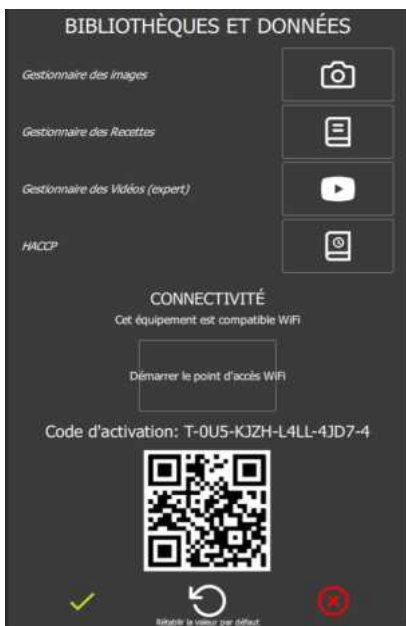 BIBLIOTHÈQUES ET DONNÉES
Gestionnaire des images
Gestionnaire des Recettes
Gestionnaire des Vidéos (expert)
HACCP
CONNECTIVITÉ
Cet équipement est compatible WiFi
Démarrer le point d'accès WiFi
Code d'activation: T-0U5-KJZH-L4LL-4JD7-4
Rétablir la valeur par défaut